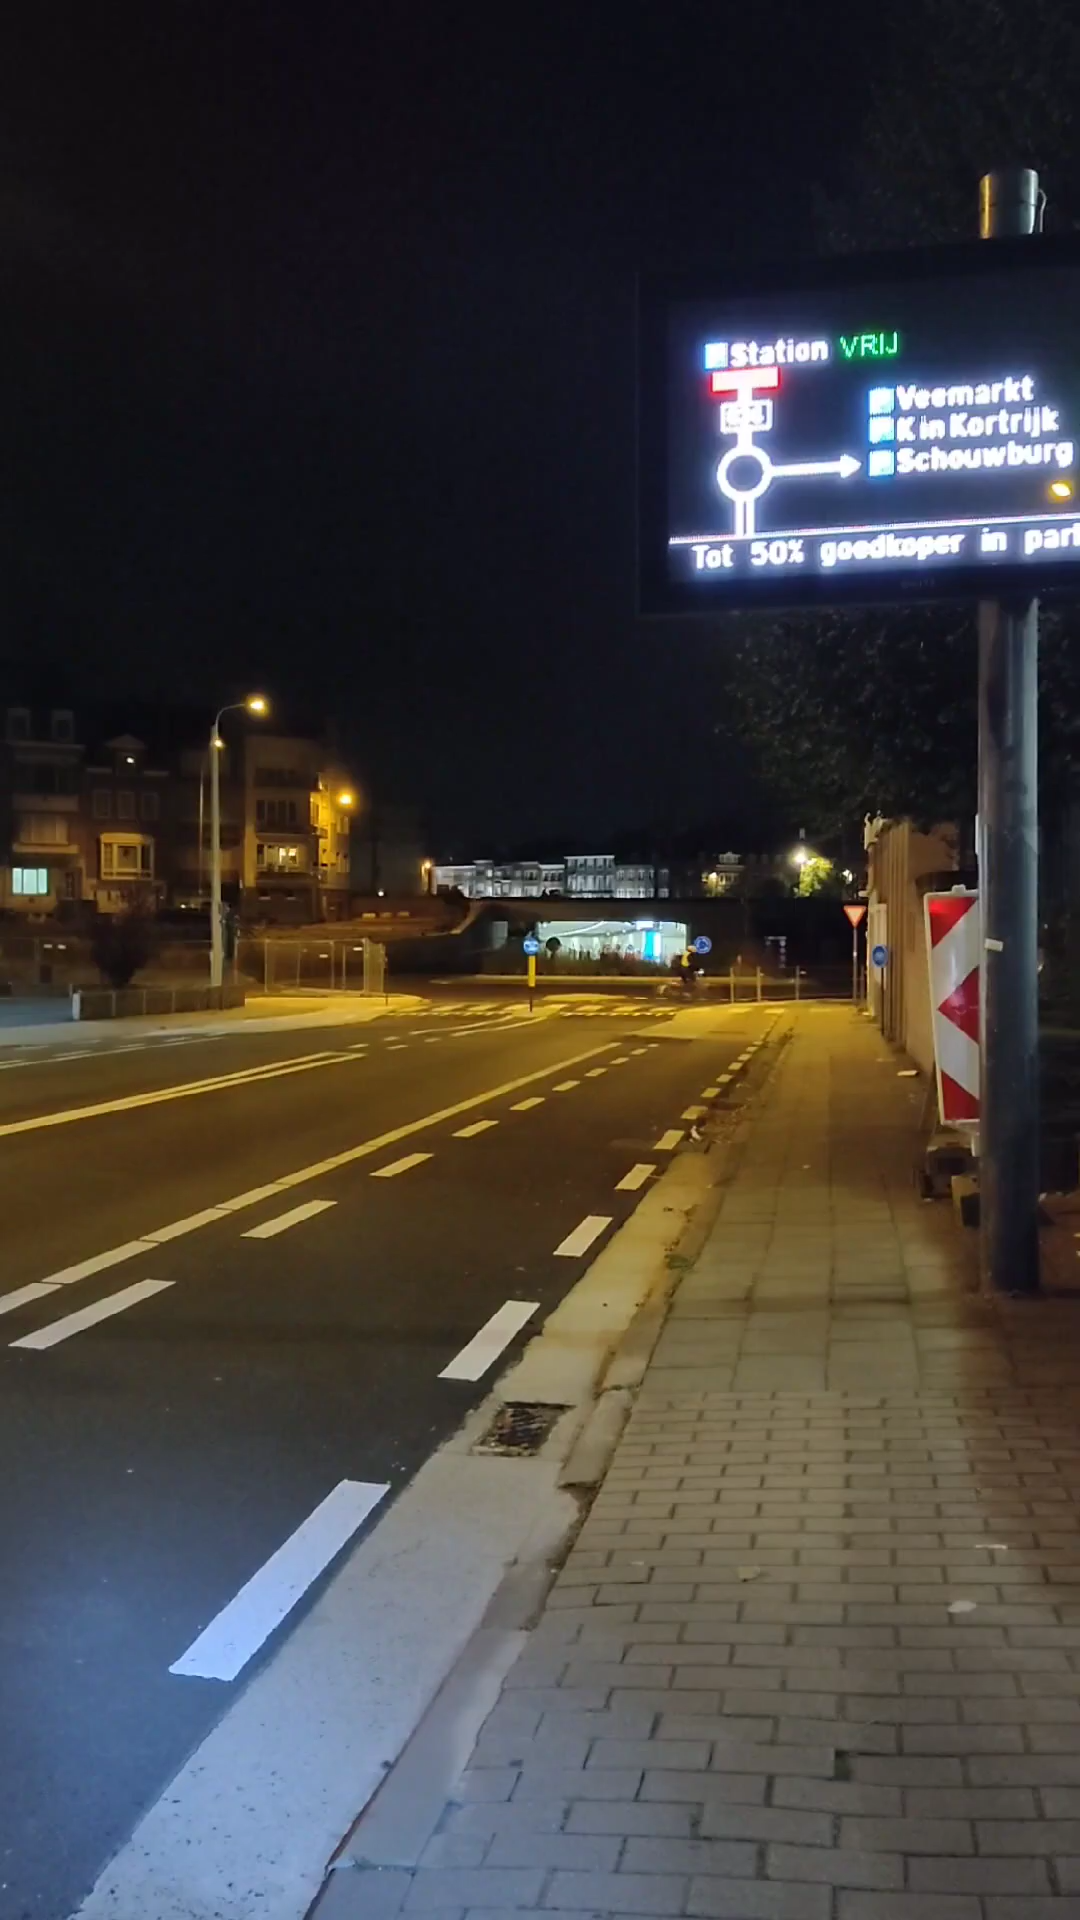 Station VRIJ
Veemarkt
K in Kortrijk
Schouwburg
Tot 50% goedkoper in